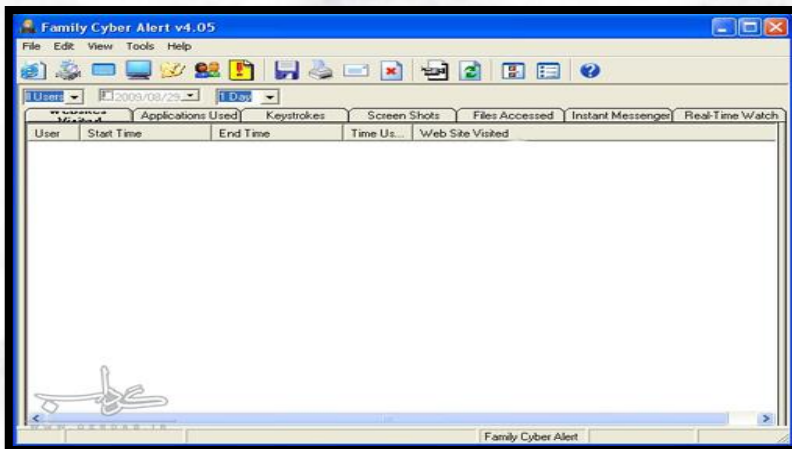 Family Cyber Alert v4.05
File Edit View Tools Help
2009/08/29 1 Day
Websites Visited Applications Used Keystrokes Screen Shots Files Accessed Instant Messenger Real-Time Watch
User Start Time End Time Time Us... Web Site Visited
Family Cyber Alert